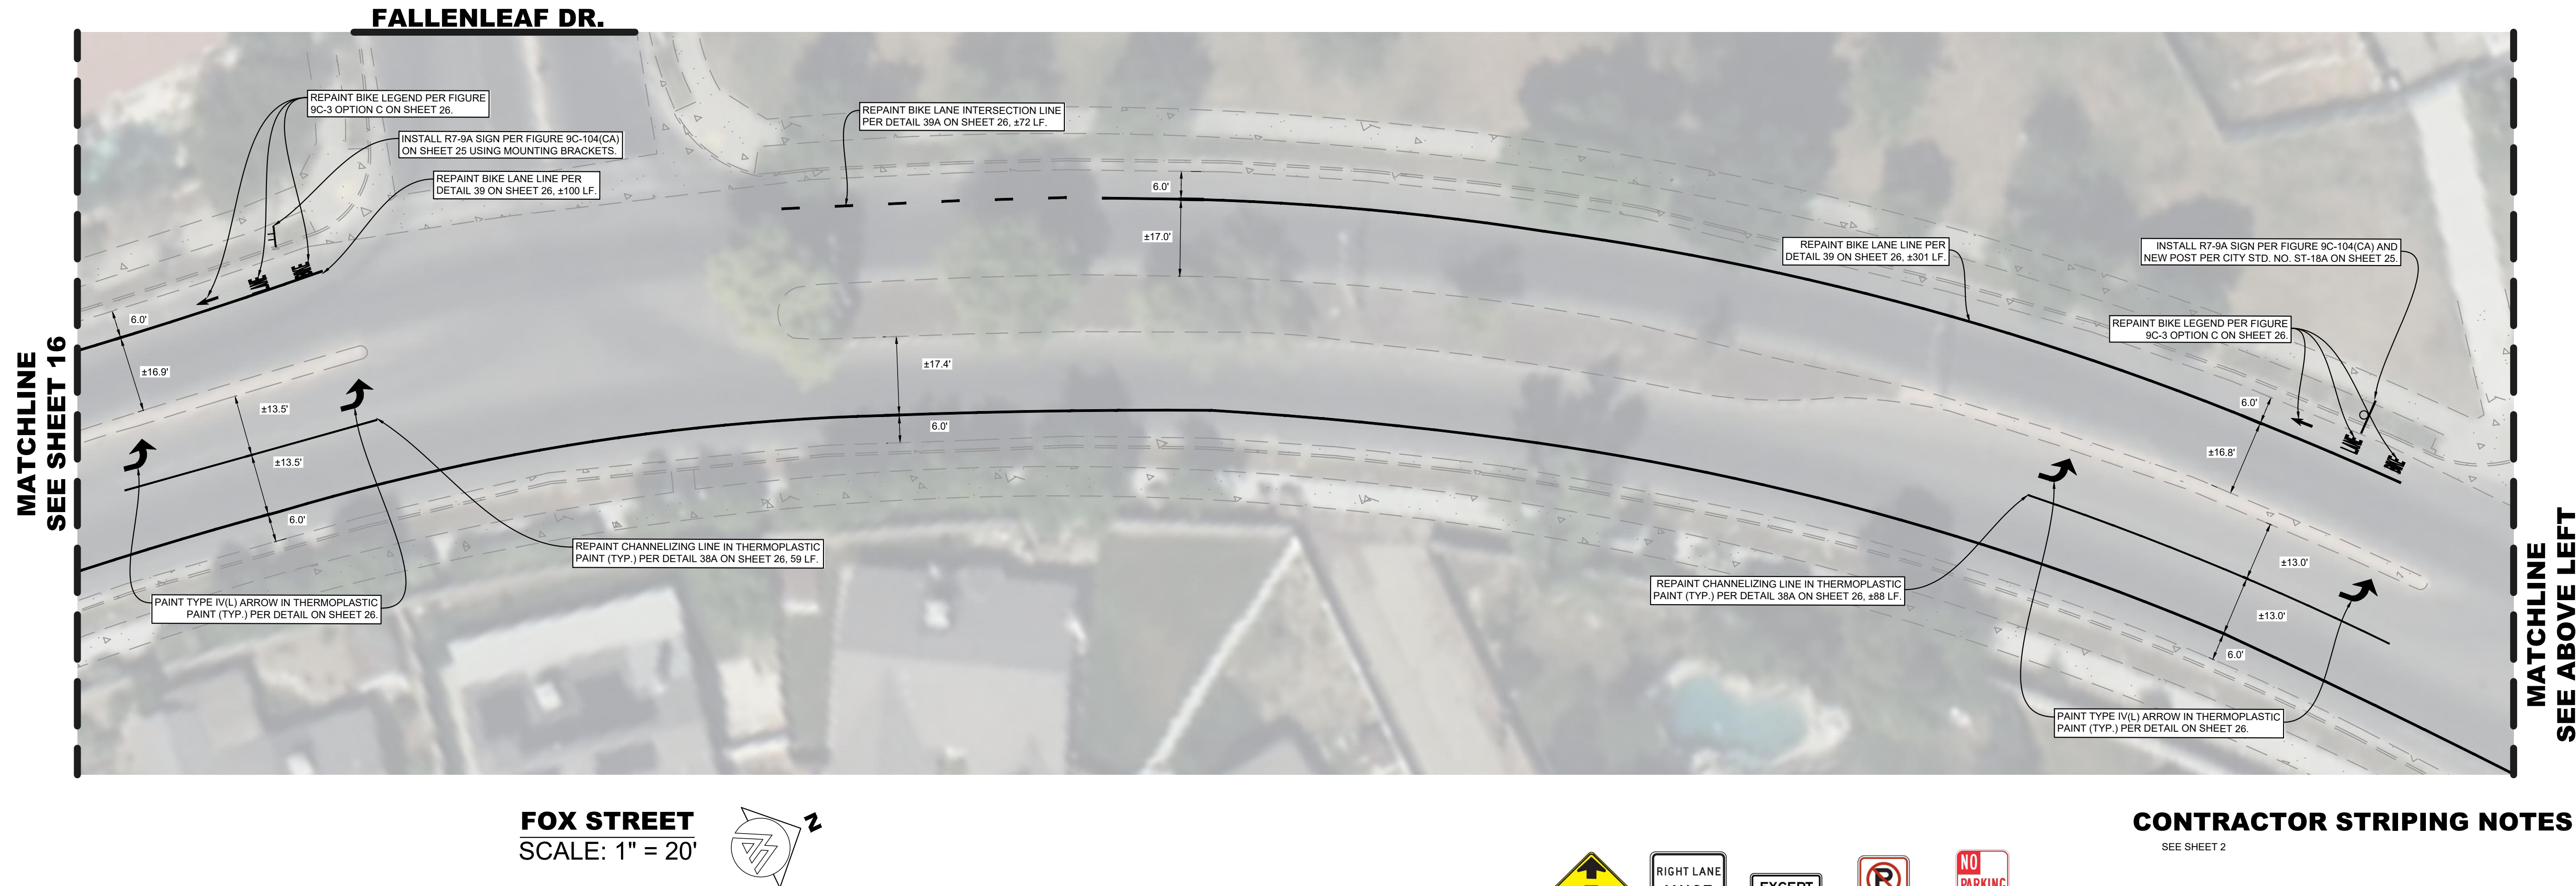 FALLENLEAF DR.
REPAINT BIKE LEGEND PER FIGURE
9C-3 OPTION C ON SHEET 26.
INSTALL R7-9A SIGN PER FIGURE 9C-104(CA)
ON SHEET 25 USING MOUNTING BRACKETS.
REPAINT BIKE LANE LINE PER
DETAIL 39 ON SHEET 26, ±100 LF.
REPAINT BIKE LANE INTERSECTION LINE
PER DETAIL 39A ON SHEET 26, ±72 LF.
6.0'
±17.0'
REPAINT BIKE LANE LINE PER
DETAIL 39 ON SHEET 26, ±301 LF.
INSTALL R7-9A SIGN PER FIGURE 9C-104(CA) AND
NEW POST PER CITY STD. NO. ST-18A ON SHEET 25.
REPAINT BIKE LEGEND PER FIGURE
9C-3 OPTION C ON SHEET 26.
MATCHLINE
SEE SHEET 16
6.0'
±16.9'
±13.5'
±13.5'
6.0'
±17.4'
6.0'
6.0'
±16.8'
±13.0'
±13.0'
6.0'
REPAINT CHANNELIZING LINE IN THERMOPLASTIC
PAINT (TYP.) PER DETAIL 38A ON SHEET 26, 59 LF.
PAINT TYPE IV(L) ARROW IN THERMOPLASTIC
PAINT (TYP.) PER DETAIL ON SHEET 26.
REPAINT CHANNELIZING LINE IN THERMOPLASTIC
PAINT (TYP.) PER DETAIL 38A ON SHEET 26, ±88 LF.
PAINT TYPE IV(L) ARROW IN THERMOPLASTIC
PAINT (TYP.) PER DETAIL ON SHEET 26.
MATCHLINE
SEE ABOVE LEFT
FOX STREET
SCALE: 1" = 20'
N
CONTRACTOR STRIPING NOTES
SEE SHEET 2
RIGHT LANE
NO